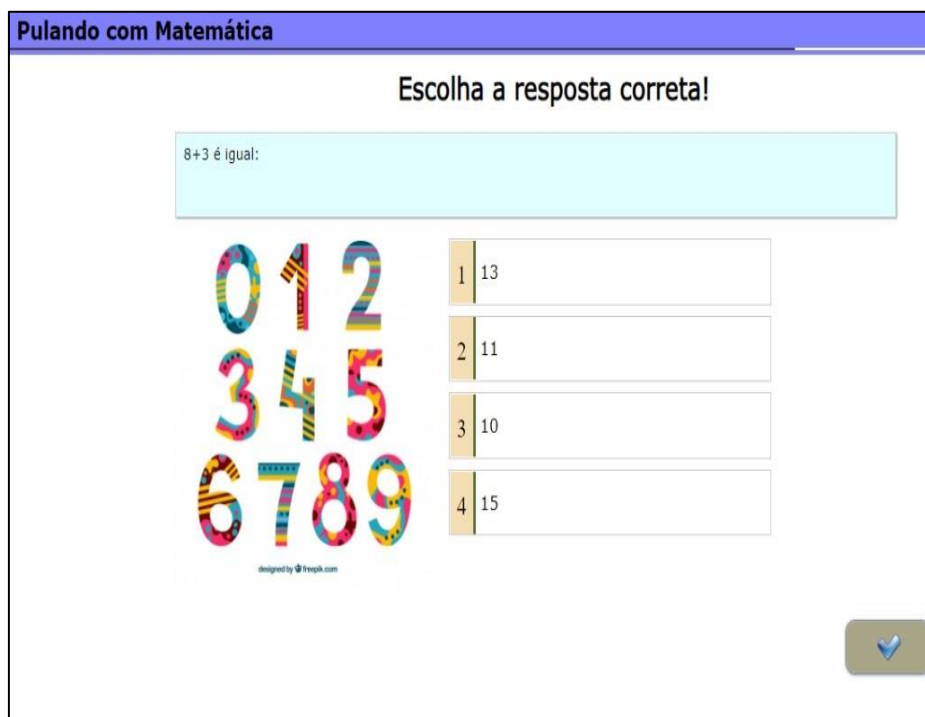 Pulando com Matemática
Escolha a resposta correta!
8+3 é igual:
0 1 2
3 4 5
6 7 8 9
designed by freepik.com
1 13
2 11
3 10
4 15